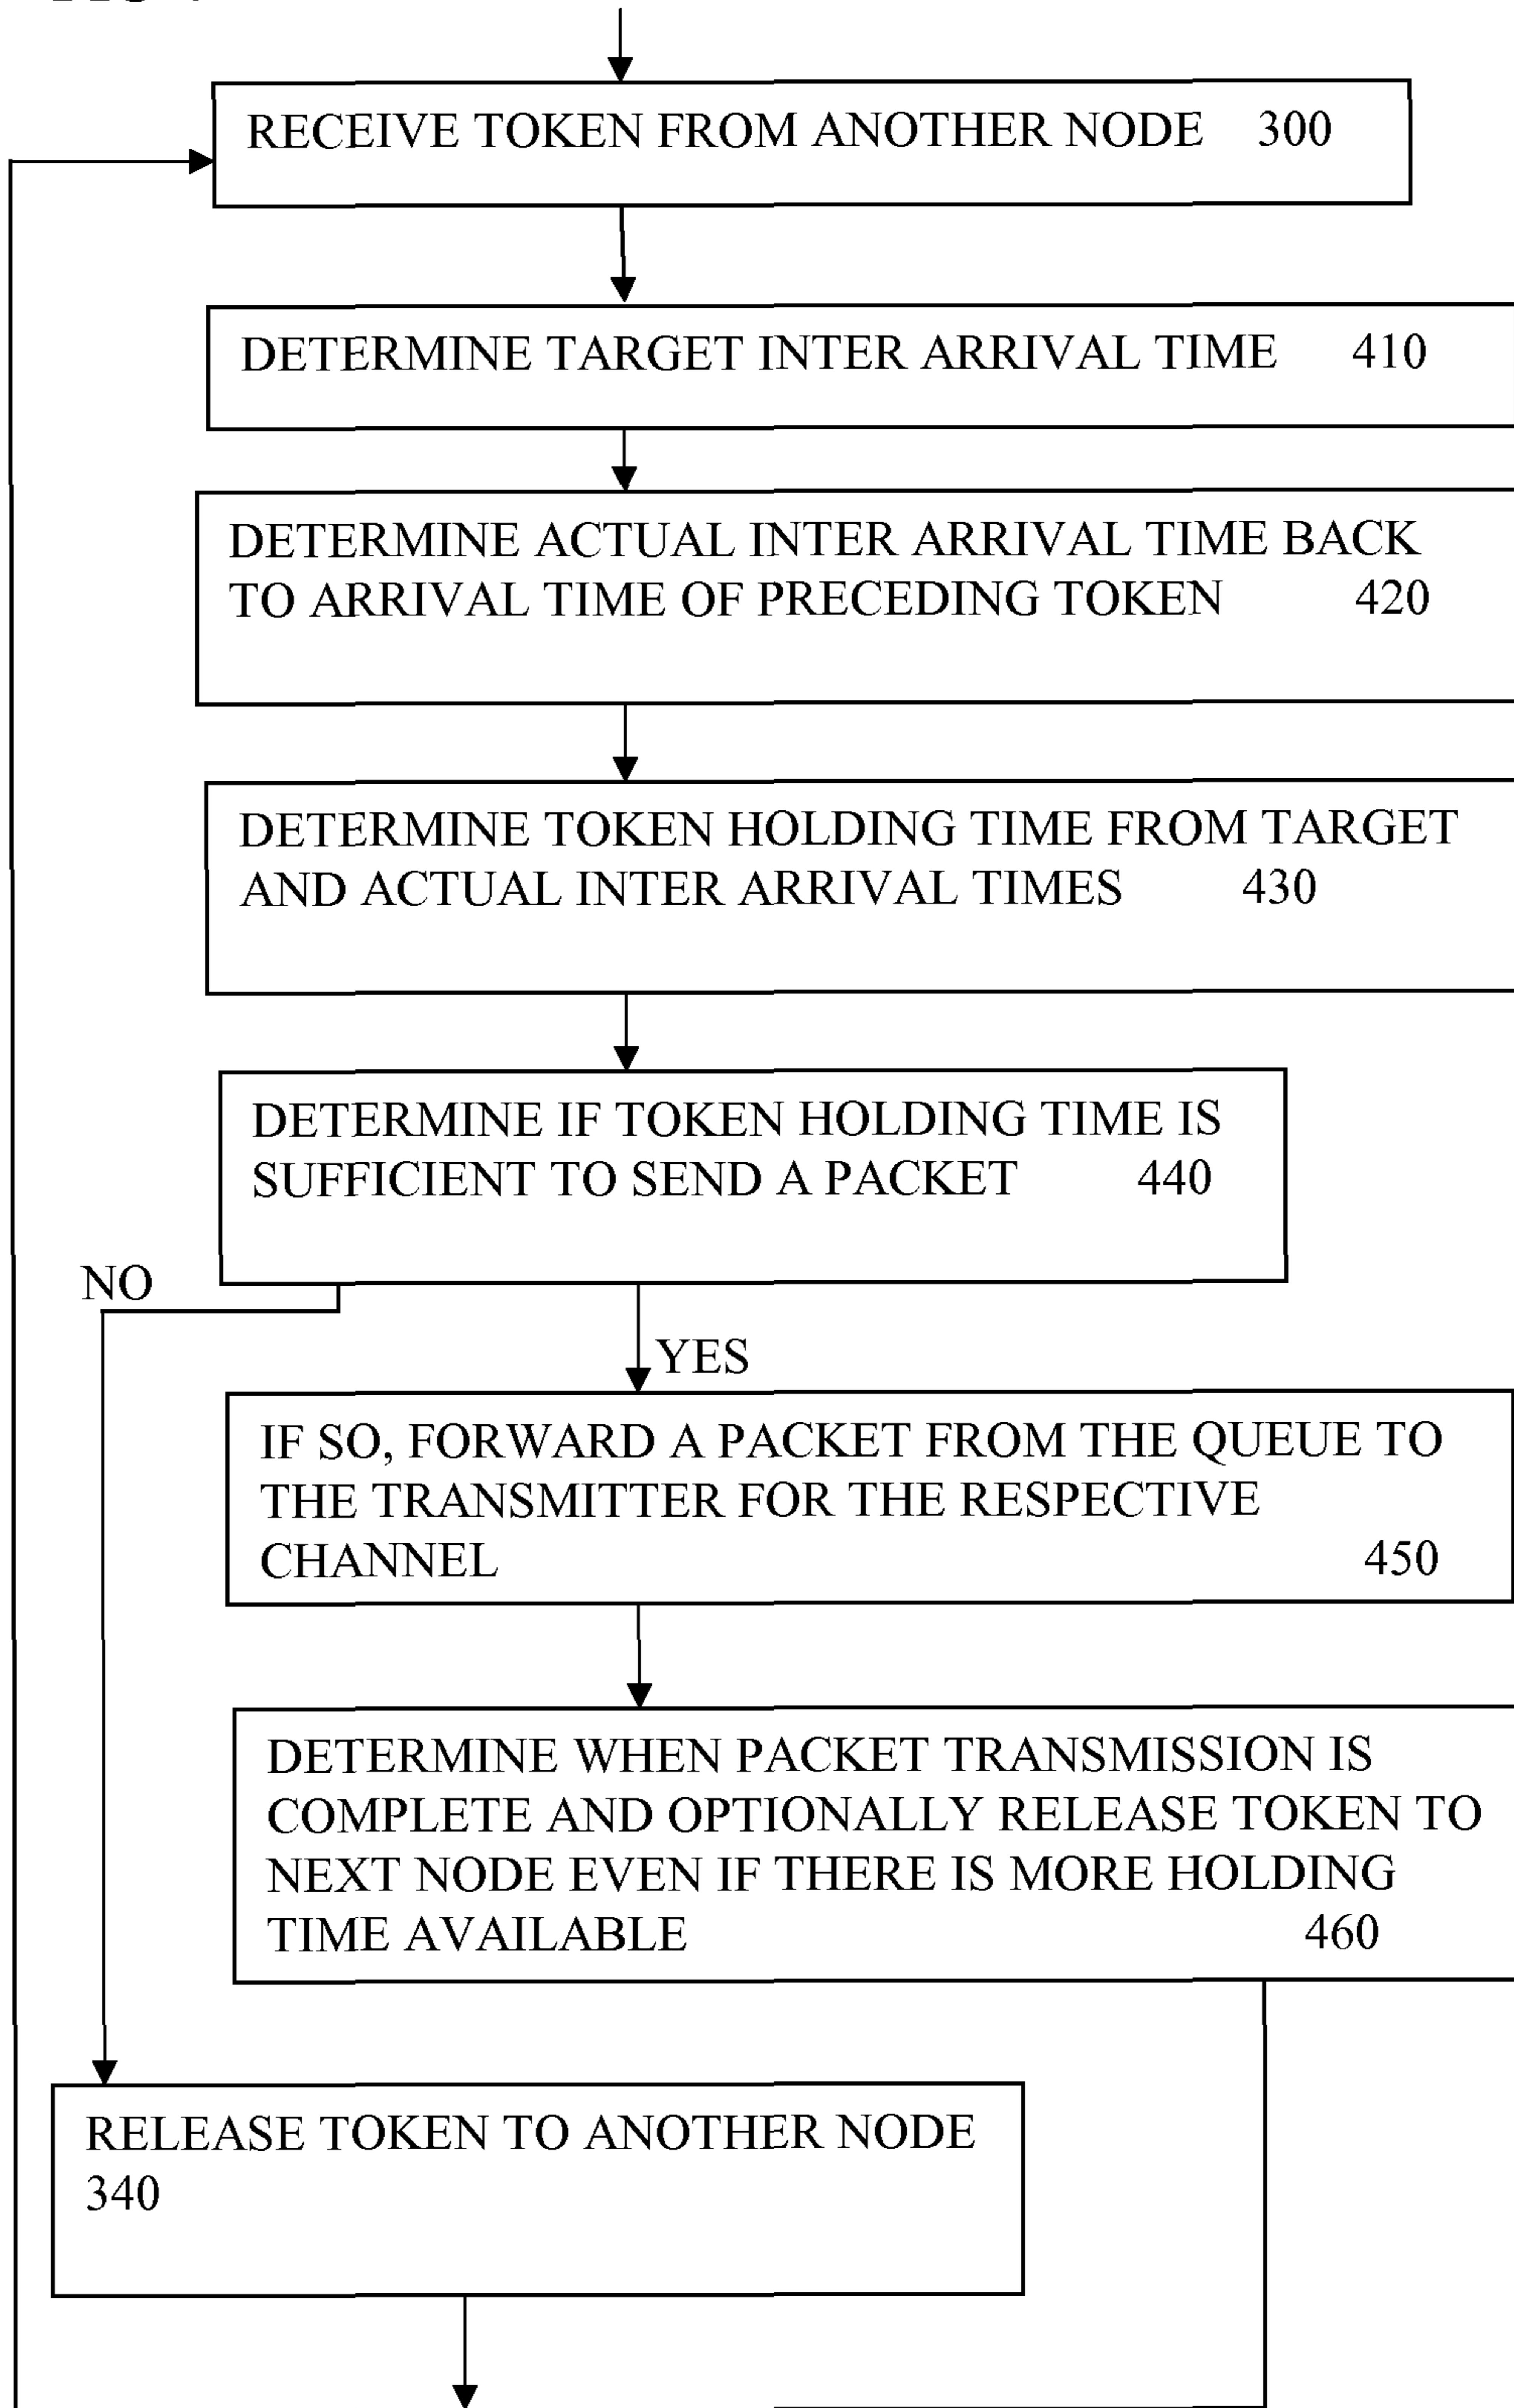 RECEIVE TOKEN FROM ANOTHER NODE 300
DETERMINE TARGET INTER ARRIVAL TIME 410
DETERMINE ACTUAL INTER ARRIVAL TIME BACK
TO ARRIVAL TIME OF PRECEDING TOKEN 420
DETERMINE TOKEN HOLDING TIME FROM TARGET
AND ACTUAL INTER ARRIVAL TIMES 430
DETERMINE IF TOKEN HOLDING TIME IS
SUFFICIENT TO SEND A PACKET 440
NO
YES
IF SO, FORWARD A PACKET FROM THE QUEUE TO
THE TRANSMITTER FOR THE RESPECTIVE
CHANNEL 450
DETERMINE WHEN PACKET TRANSMISSION IS
COMPLETE AND OPTIONALLY RELEASE TOKEN TO
NEXT NODE EVEN IF THERE IS MORE HOLDING
TIME AVAILABLE 460
RELEASE TOKEN TO ANOTHER NODE
340